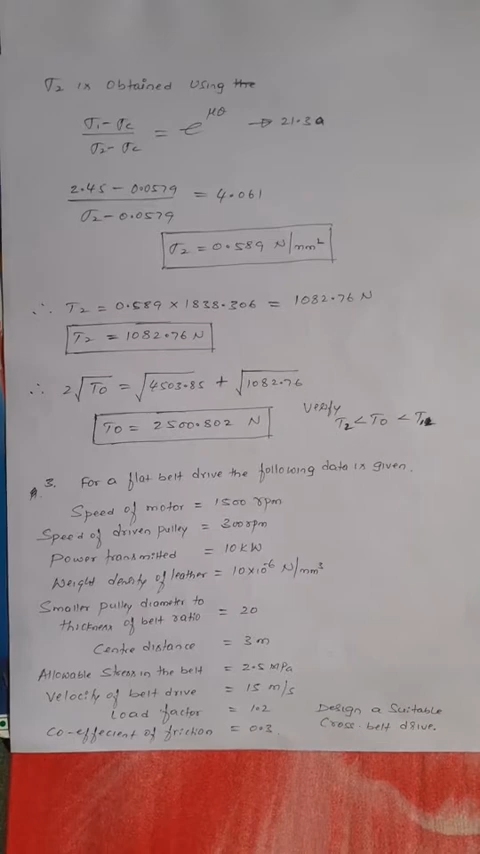 σ2 is Obtained Using the
(σ1 - σc) / (σ2 - σc) = e^μθ → 21.3a
(2.45 - 0.0579) / (σ2 - 0.0579) = 4.061
σ2 = 0.589 N/mm²
∴ T2 = 0.589 × 1838.306 = 1082.76 N
T2 = 1082.76 N
∴ 2√T0 = √4503.85 + √1082.76
T0 = 2500.802 N Verify T2 < T0 < T1
3. For a flat belt drive the following data is given.
Speed of motor = 1500 rpm
Speed of driven pulley = 300 rpm
Power transmitted = 10 KW
Weight density of leather = 10×10⁻⁶ N/mm³
Smaller pulley diameter to
thickness of belt ratio = 20
Centre distance = 3 m
Allowable Stress in the belt = 2.5 MPa
Velocity of belt drive = 15 m/s
Load factor = 1.2 Design a Suitable
Co-effecient of friction = 0.3 Cross-belt drive.